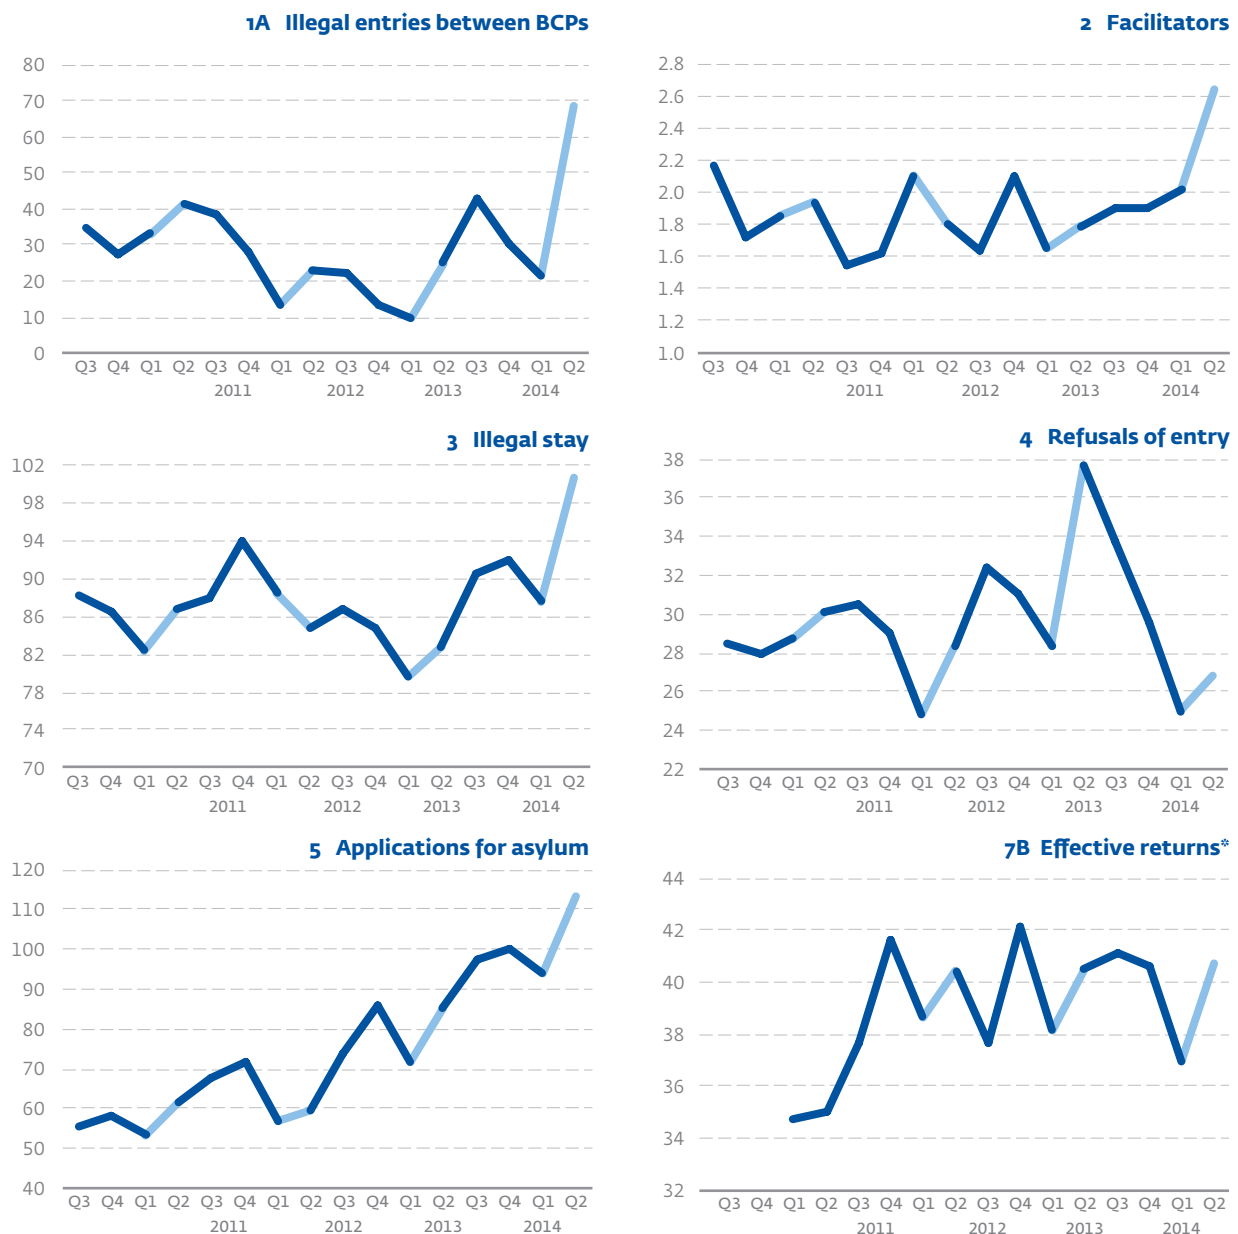 1A Illegal entries between BCPs
80
70
60
50
40
30
20
10
0
Q3 Q4 Q1 Q2 Q3 Q4 Q1 Q2 Q3 Q4 Q1 Q2 Q3 Q4 Q1 Q2
2011 2012 2013 2014
2 Facilitators
2.8
2.6
2.4
2.2
2.0
1.8
1.6
1.4
1.2
1.0
Q3 Q4 Q1 Q2 Q3 Q4 Q1 Q2 Q3 Q4 Q1 Q2 Q3 Q4 Q1 Q2
2011 2012 2013 2014
3 Illegal stay
102
98
94
90
86
82
78
74
70
Q3 Q4 Q1 Q2 Q3 Q4 Q1 Q2 Q3 Q4 Q1 Q2 Q3 Q4 Q1 Q2
2011 2012 2013 2014
4 Refusals of entry
38
36
34
32
30
28
26
24
22
Q3 Q4 Q1 Q2 Q3 Q4 Q1 Q2 Q3 Q4 Q1 Q2 Q3 Q4 Q1 Q2
2011 2012 2013 2014
5 Applications for asylum
120
110
100
90
80
70
60
50
40
Q3 Q4 Q1 Q2 Q3 Q4 Q1 Q2 Q3 Q4 Q1 Q2 Q3 Q4 Q1 Q2
2011 2012 2013 2014
7B Effective returns*
44
42
40
38
36
34
32
Q3 Q4 Q1 Q2 Q3 Q4 Q1 Q2 Q3 Q4 Q1 Q2 Q3 Q4 Q1 Q2
2011 2012 2013 2014